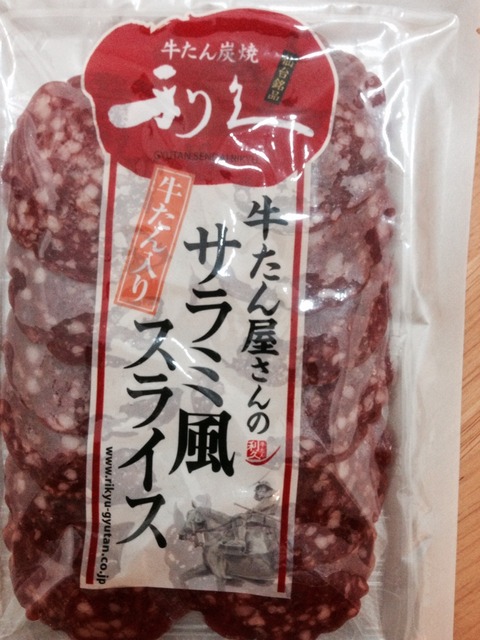 牛たん炭焼
利久
仙台銘品
GYUTAN SENDAI RIKYU
牛たん入り
牛たん屋さんの
サラミ風
スライス
利久
www.rikyu-gyutan.co.jp